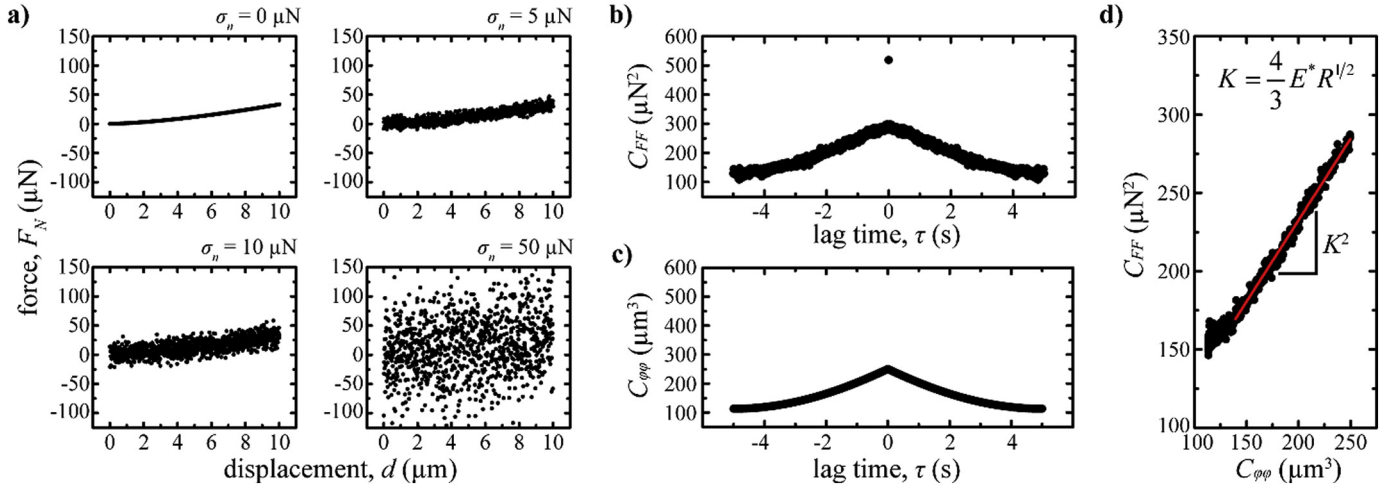 a)
σn = 0 µN
σn = 5 µN
150
100
50
0
-50
-100
0 2 4 6 8 10
150
100
50
0
-50
-100
0 2 4 6 8 10
σn = 10 µN
σn = 50 µN
150
100
50
0
-50
-100
0 2 4 6 8 10
150
100
50
0
-50
-100
0 2 4 6 8 10
force, FN (µN)
displacement, d (µm)
b)
600
500
400
300
200
100
CFF (µN²)
-4 -2 0 2 4
lag time, τ (s)
c)
600
500
400
300
200
100
Cφφ (µm³)
-4 -2 0 2 4
lag time, τ (s)
d)
350
300
250
200
150
100
CFF (µN²)
K = 4/3 E* R^1/2
K²
100 150 200 250
Cφφ (µm³)